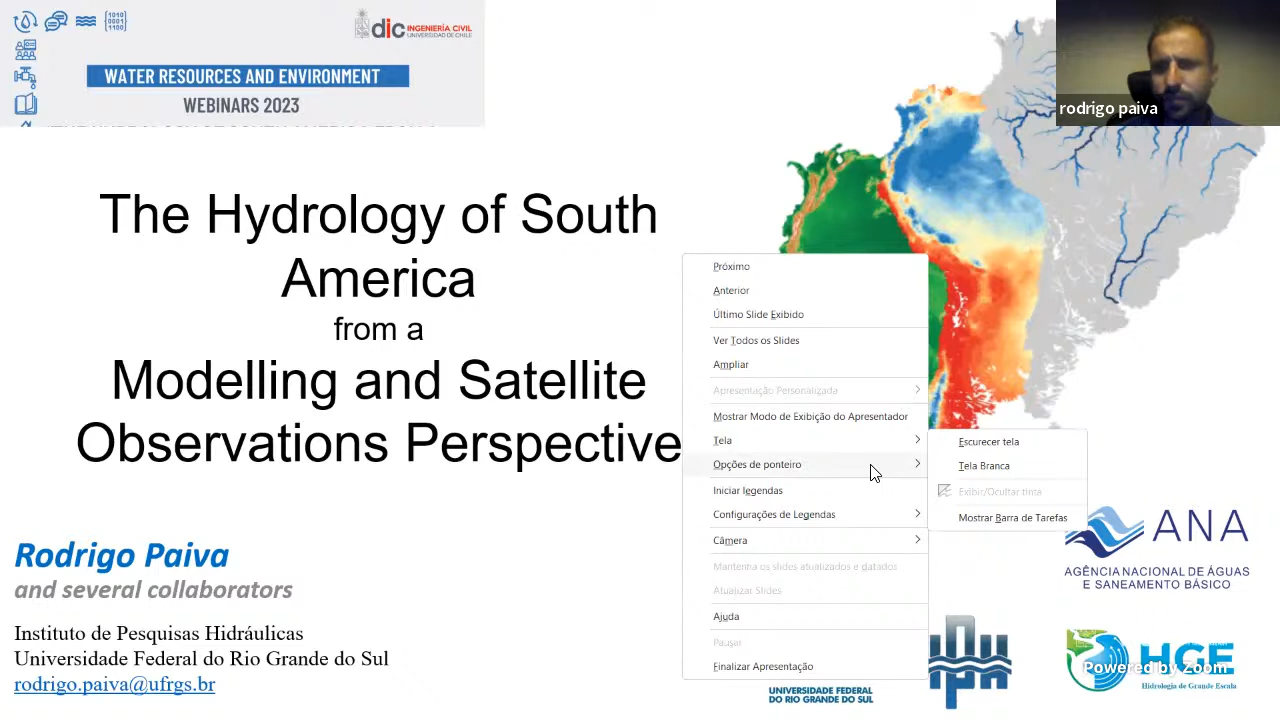 1010
0001
1100
dic INGENIERÍA CIVIL
UNIVERSIDAD DE CHILE
WATER RESOURCES AND ENVIRONMENT
WEBINARS 2023
rodrigo paiva
The Hydrology of South
America
from a
Modelling and Satellite
Observations Perspective
Rodrigo Paiva
and several collaborators
Instituto de Pesquisas Hidráulicas
Universidade Federal do Rio Grande do Sul
rodrigo.paiva@ufrgs.br
Próximo
Anterior
Último Slide Exibido
Ver Todos os Slides
Ampliar
Apresentação Personalizada
Mostrar Modo de Exibição do Apresentador
Tela
Opções de ponteiro
Iniciar legendas
Configurações de Legendas
Câmera
Mantenha os slides atualizados e datados
Atualizar Slides
Ajuda
Pausar
Finalizar Apresentação
Escurecer tela
Tela Branca
Exibir/Ocultar tinta
Mostrar Barra de Tarefas
ANA
AGÊNCIA NACIONAL DE ÁGUAS
E SANEAMENTO BÁSICO
UNIVERSIDADE FEDERAL
DO RIO GRANDE DO SUL
iph
HGE
Hidrologia de Grande Escala
Powered by Zoom